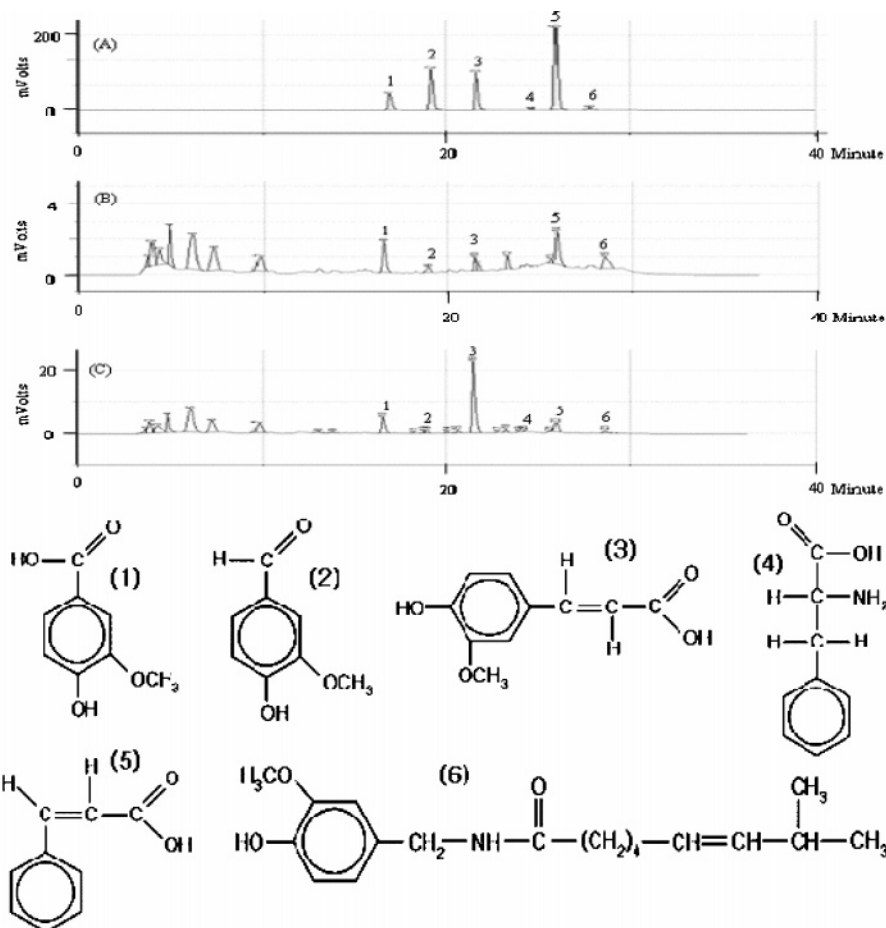 200
(A)
mVolts
0
1
2
3
4
5
6
0
20
40 Minute
4
(B)
mVolts
0
1
2
3
5
6
0
20
40 Minute
20
(C)
mVolts
0
1
2
3
4
5
6
0
20
40 Minute
HO
C
O
(1)
OCH3
OH
H
C
O
(2)
OCH3
OH
(3)
HO
OCH3
H
C
C
H
C
O
OH
(4)
O
C
OH
H
C
NH2
H
C
H
(5)
H
H
C
C
C
O
OH
(6)
H3CO
HO
CH2
NH
C
O
(CH2)4
CH
CH
CH
CH3
CH3